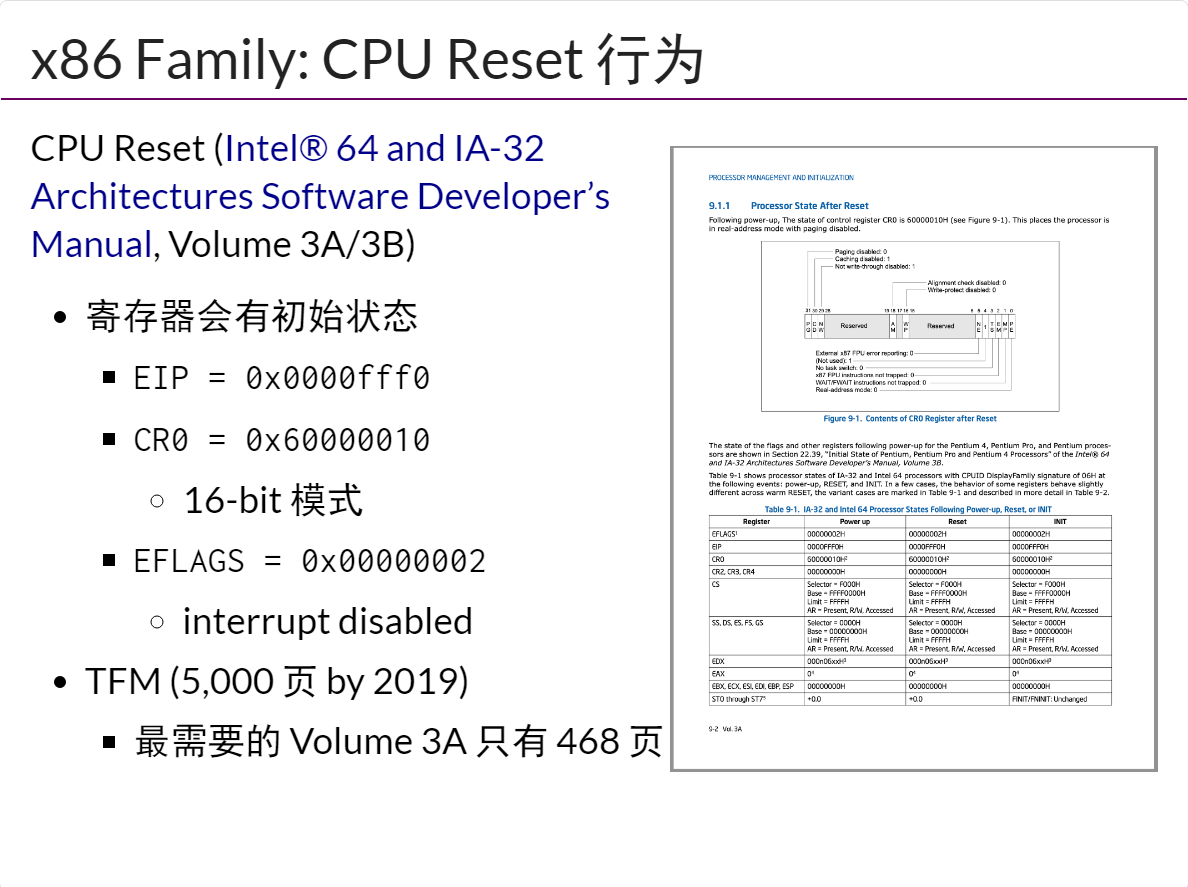 x86 Family: CPU Reset 行为
CPU Reset (Intel® 64 and IA-32
Architectures Software Developer’s
Manual, Volume 3A/3B)
寄存器会有初始状态
EIP = 0x0000fff0
CR0 = 0x60000010
16-bit 模式
EFLAGS = 0x00000002
interrupt disabled
TFM (5,000 页 by 2019)
最需要的 Volume 3A 只有 468 页
PROCESSOR MANAGEMENT AND INITIALIZATION
9.1.1 Processor State After Reset
Following power-up, The state of control register CR0 is 60000010H (see Figure 9-1). This places the processor is
in real-address mode with paging disabled.
Paging disabled: 0
Caching disabled: 1
Not write-through disabled: 1
Alignment check disabled: 0
Write-protect disabled: 0
31 30 29 28 19 18 17 16 15 6 5 4 3 2 1 0
P G C D N W Reserved A M W P Reserved N E 1 T S E M M P P E
External x87 FPU error reporting: 0
(Not used): 1
No task switch: 0
x87 FPU instructions not trapped: 0
WAIT/FWAIT instructions not trapped: 0
Real-address mode: 0
Figure 9-1. Contents of CR0 Register after Reset
The state of the flags and other registers following power-up for the Pentium 4, Pentium Pro, and Pentium proces-
sors are shown in Section 22.39, “Initial State of Pentium, Pentium Pro and Pentium 4 Processors” of the Intel® 64
and IA-32 Architectures Software Developer’s Manual, Volume 3B.
Table 9-1 shows processor states of IA-32 and Intel 64 processors with CPUID DisplayFamily signature of 06H at
the following events: power-up, RESET, and INIT. In a few cases, the behavior of some registers behave slightly
different across warm RESET, the variant cases are marked in Table 9-1 and described in more detail in Table 9-2.
Table 9-1. IA-32 and Intel 64 Processor States Following Power-up, Reset, or INIT
Register Power up Reset INIT
EFLAGS¹ 00000002H 00000002H 00000002H
EIP 0000FFF0H 0000FFF0H 0000FFF0H
CR0 60000010H² 60000010H² 60000010H²
CR2, CR3, CR4 00000000H 00000000H 00000000H
CS Selector = F000H Selector = F000H Selector = F000H
Base = FFFF0000H Base = FFFF0000H Base = FFFF0000H
Limit = FFFFH Limit = FFFFH Limit = FFFFH
AR = Present, R/W, Accessed AR = Present, R/W, Accessed AR = Present, R/W, Accessed
SS, DS, ES, FS, GS Selector = 0000H Selector = 0000H Selector = 0000H
Base = 00000000H Base = 00000000H Base = 00000000H
Limit = FFFFH Limit = FFFFH Limit = FFFFH
AR = Present, R/W, Accessed AR = Present, R/W, Accessed AR = Present, R/W, Accessed
EDX 000n06xxH³ 000n06xxH³ 000n06xxH³
EAX 0⁴ 0⁴ 0⁴
EBX, ECX, ESI, EDI, EBP, ESP 00000000H 00000000H 00000000H
ST0 through ST7⁵ +0.0 +0.0 FINIT/FNINIT: Unchanged
9-2 Vol. 3A